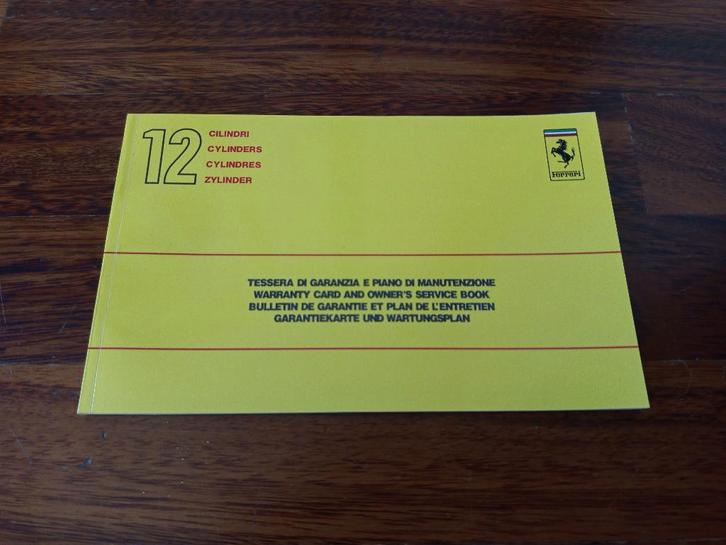 12
CILINDRI
CYLINDERS
CYLINDRES
ZYLINDER
Ferrari
TESSERA DI GARANZIA E PIANO DI MANUTENZIONE
WARRANTY CARD AND OWNER'S SERVICE BOOK
BULLETIN DE GARANTIE ET PLAN DE L'ENTRETIEN
GARANTIEKARTE UND WARTUNGSPLAN